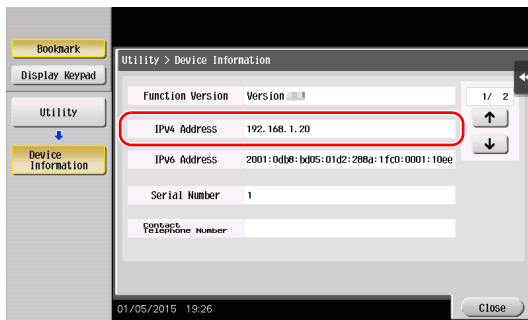 Bookmark
Display Keypad
Utility
Device
Information
Utility > Device Information
Function Version Version
1/ 2
IPv4 Address 192.168.1.20
IPv6 Address 2001:0db8:bd05:01d2:288a:1fc0:0001:10ee
Serial Number 1
Contact
Telephone Number
01/05/2015 19:26
Close